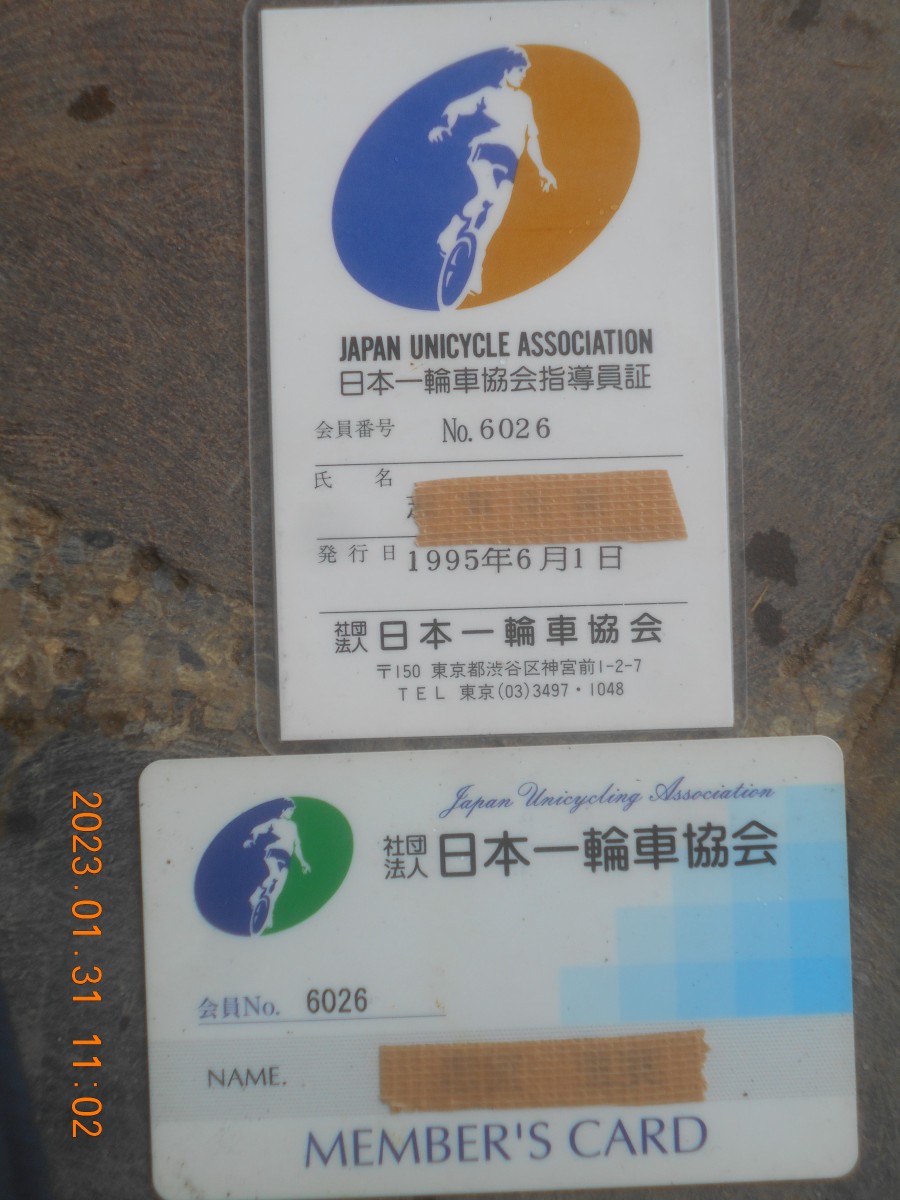 JAPAN UNICYCLE ASSOCIATION
日本一輪車協会指導員証
会員番号 No.6026
氏 名
発行日 1995年6月1日
社団法人 日本一輪車協会
〒150 東京都渋谷区神宮前1-2-7
TEL 東京(03)3497・1048
Japan Unicycling Association
社団法人 日本一輪車協会
会員No. 6026
NAME.
MEMBER'S CARD
2023.01.31 11:02